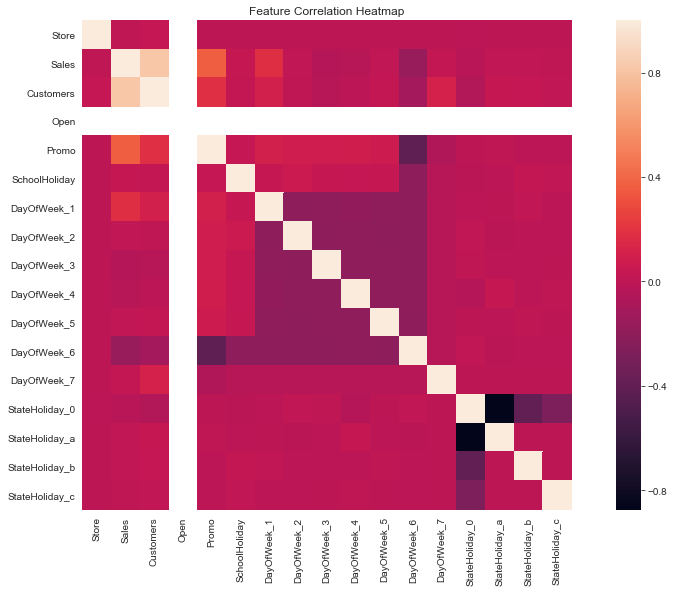 Feature Correlation Heatmap
Store
Sales
Customers
Open
Promo
SchoolHoliday
DayOfWeek_1
DayOfWeek_2
DayOfWeek_3
DayOfWeek_4
DayOfWeek_5
DayOfWeek_6
DayOfWeek_7
StateHoliday_0
StateHoliday_a
StateHoliday_b
StateHoliday_c
Store
Sales
Customers
Open
Promo
SchoolHoliday
DayOfWeek_1
DayOfWeek_2
DayOfWeek_3
DayOfWeek_4
DayOfWeek_5
DayOfWeek_6
DayOfWeek_7
StateHoliday_0
StateHoliday_a
StateHoliday_b
StateHoliday_c
0.8
0.4
0.0
−0.4
−0.8